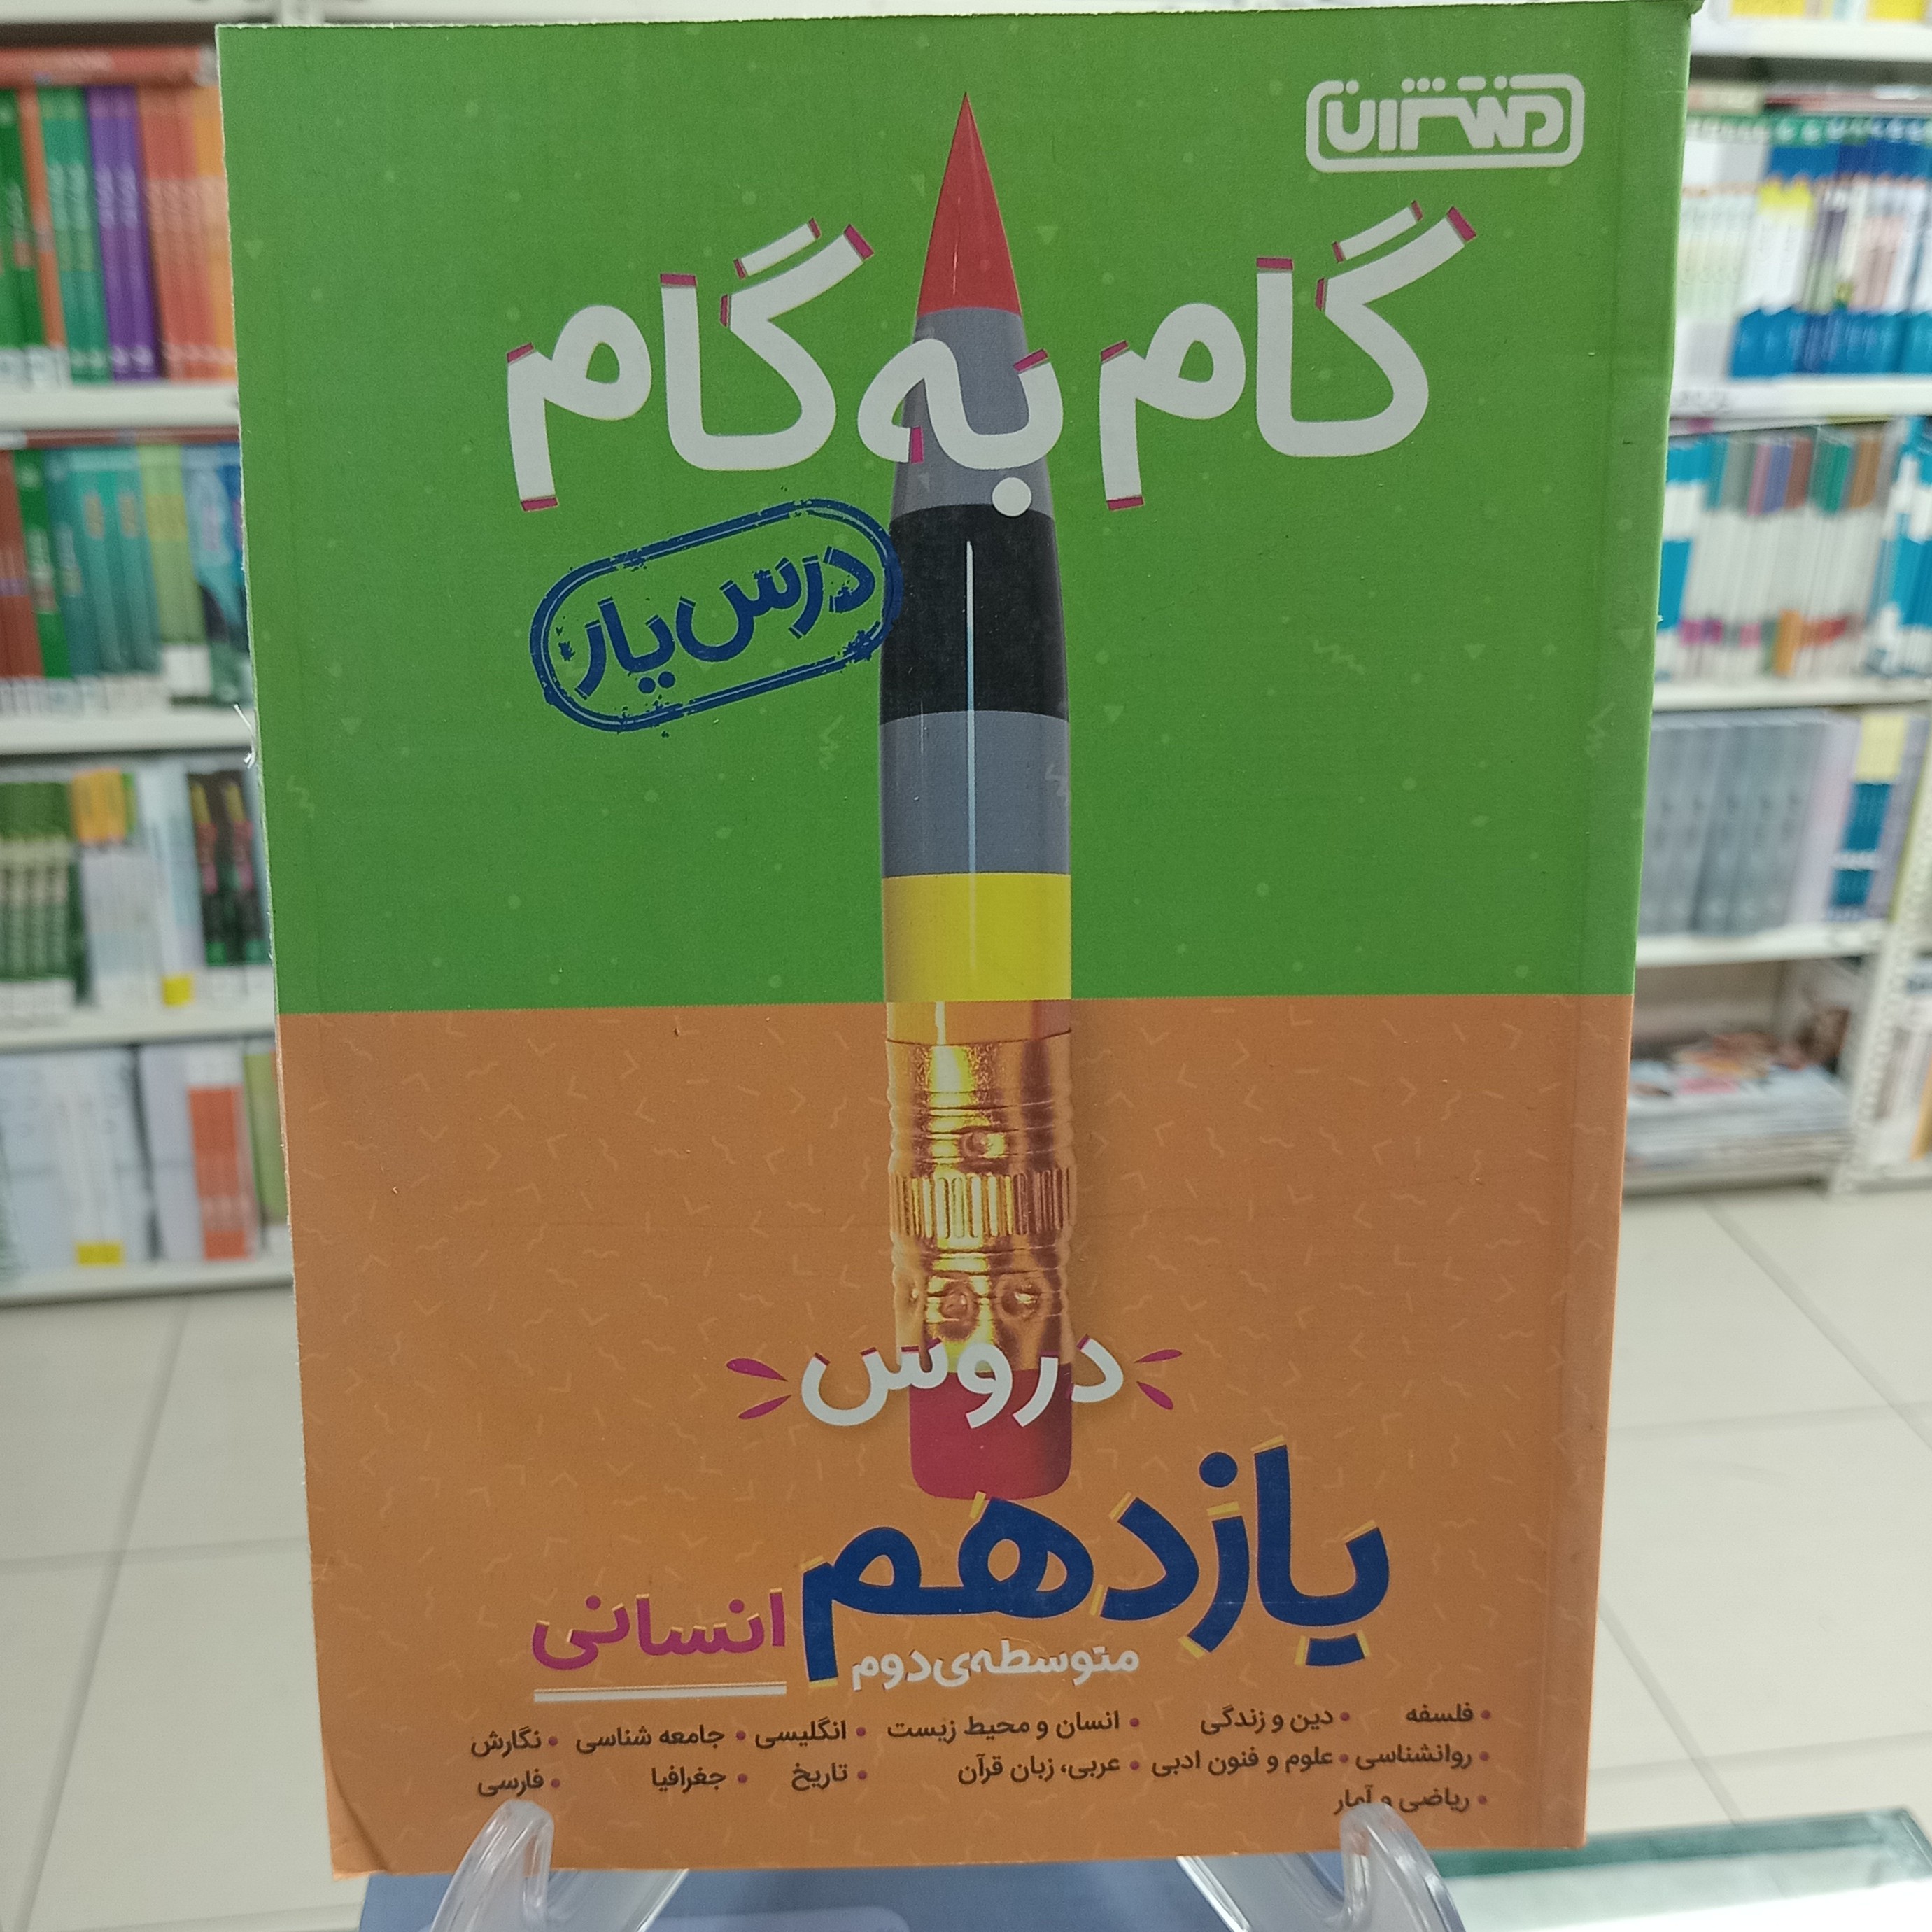 منتشران
گام به گام
درس یار
دروس
یازدهم
انسانی
متوسطه‌ی دوم
• فلسفه • دین و زندگی • انسان و محیط زیست • انگلیسی • جامعه شناسی • نگارش
• روانشناسی • علوم و فنون ادبی • عربی، زبان قرآن • تاریخ • جغرافیا • فارسی
• ریاضی و آمار